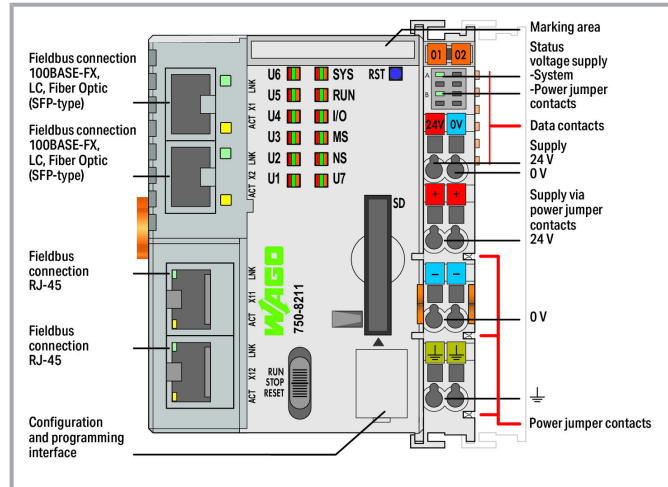 Fieldbus connection
100BASE-FX,
LC, Fiber Optic
(SFP-type)
Fieldbus connection
100BASE-FX,
LC, Fiber Optic
(SFP-type)
Fieldbus
connection
RJ-45
Fieldbus
connection
RJ-45
Configuration
and programming
interface
LNK
X1
ACT
LNK
X2
ACT
LNK
X11
ACT
LNK
X12
ACT
U6 SYS RST
U5 RUN
U4 I/O
U3 MS
U2 NS
U1 U7
SD
WAGO
750-8211
RUN
STOP
RESET
01 02
A
B
24V 0V
+ +
− −
Marking area
Status
voltage supply
-System
-Power jumper
contacts
Data contacts
Supply
24 V
0 V
Supply via
power jumper
contacts
24 V
0 V
Power jumper contacts